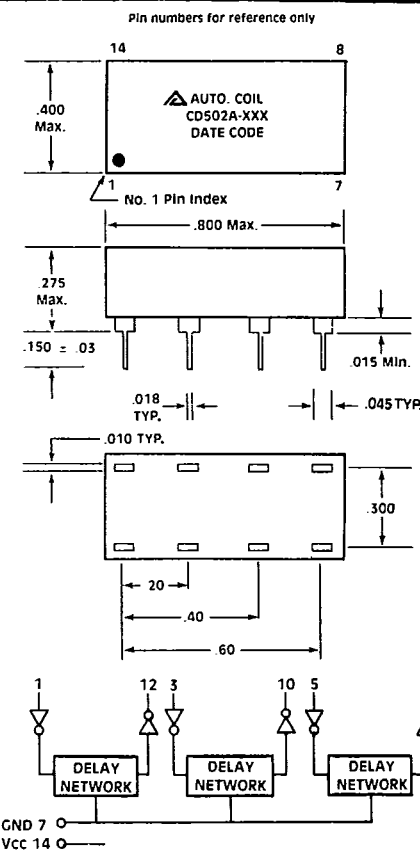 Pin numbers for reference only
14 8
AUTO. COIL
CD502A-XXX
DATE CODE
.400
Max.
1 7
No. 1 Pin Index
.800 Max.
.275
Max.
.150 ± .03
.015 Min.
.018
TYP.
.045 TYP.
.010 TYP.
.300
20
.40
.60
1 12 3 10 5
DELAY
NETWORK
DELAY
NETWORK
DELAY
NETWORK
GND 7
Vcc 14